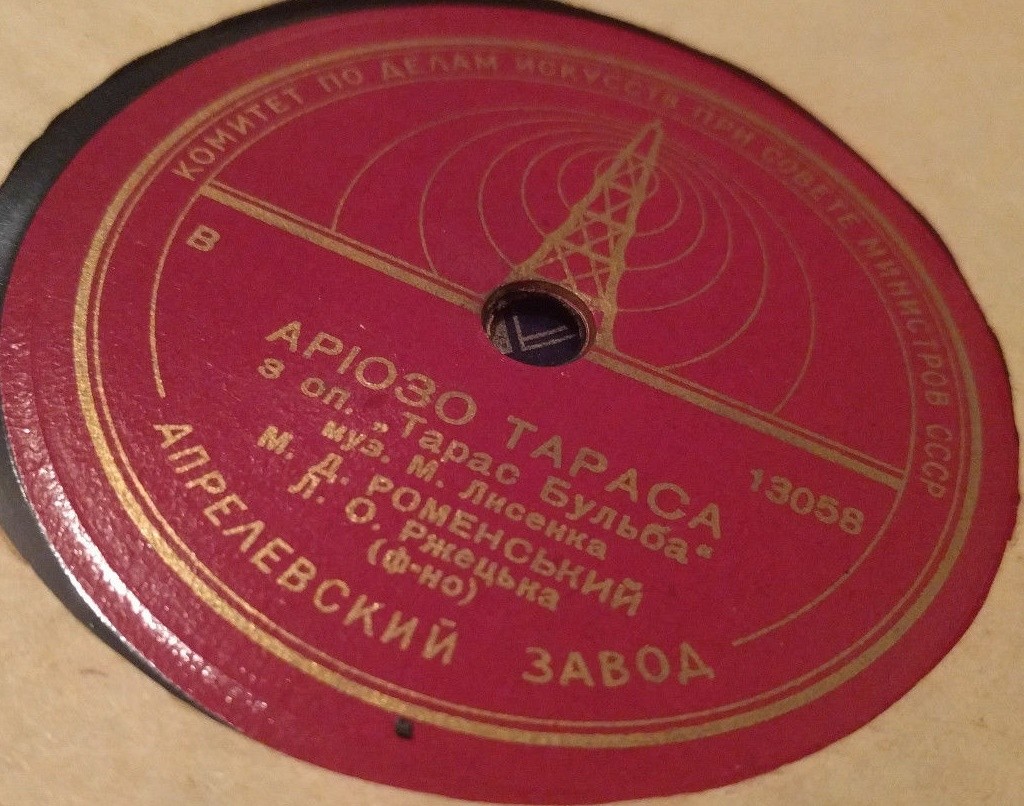 КОМИТЕТ ПО ДЕЛАМ ИСКУССТВ ПРИ СОВЕТЕ МИНИСТРОВ СССР
В
13058
АРІОЗО ТАРАСА
З оп. „Тарас Бульба“
муз. М. Лисенка
М. Д. РОМЕНСЬКИЙ
Л. О. Ржецька
(ф-но)
АПРЕЛЕВСКИЙ ЗАВОД